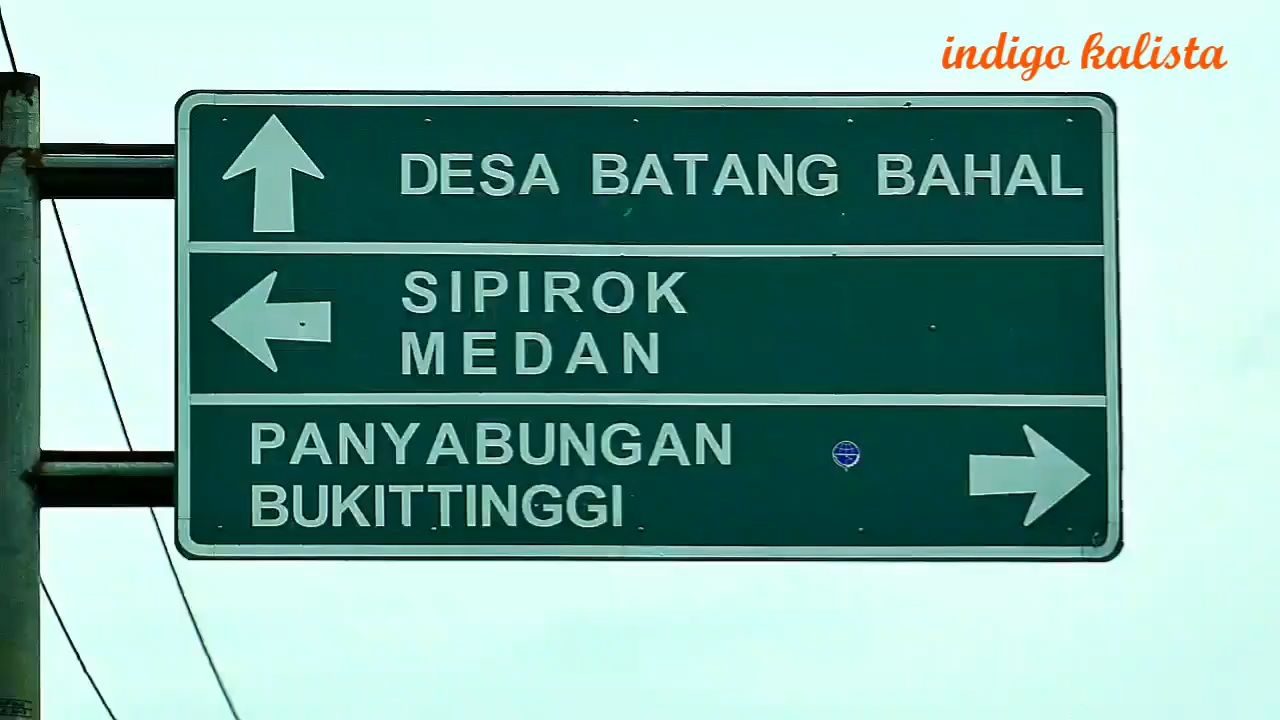 indigo kalista
DESA BATANG BAHAL
SIPIROK
MEDAN
PANYABUNGAN
BUKITTINGGI